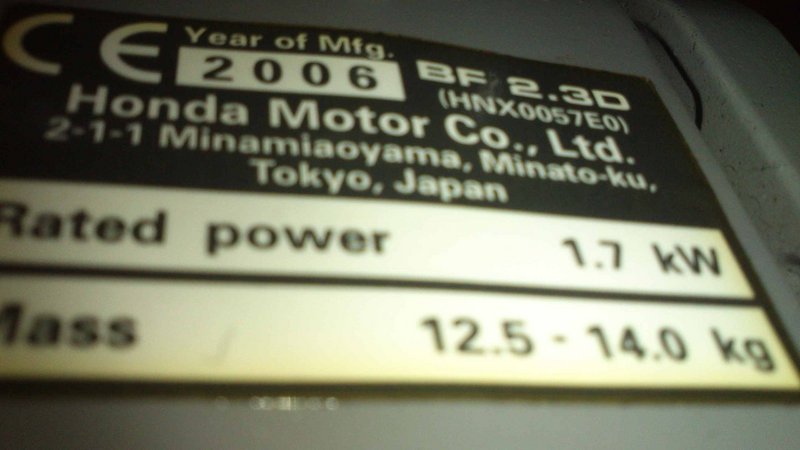 CE Year of Mfg.
2006 BF 2.3D
(HNX0057E0)
Honda Motor Co., Ltd.
2-1-1 Minamiaoyama, Minato-ku,
Tokyo, Japan
Rated power 1.7 kW
Mass 12.5 - 14.0 kg